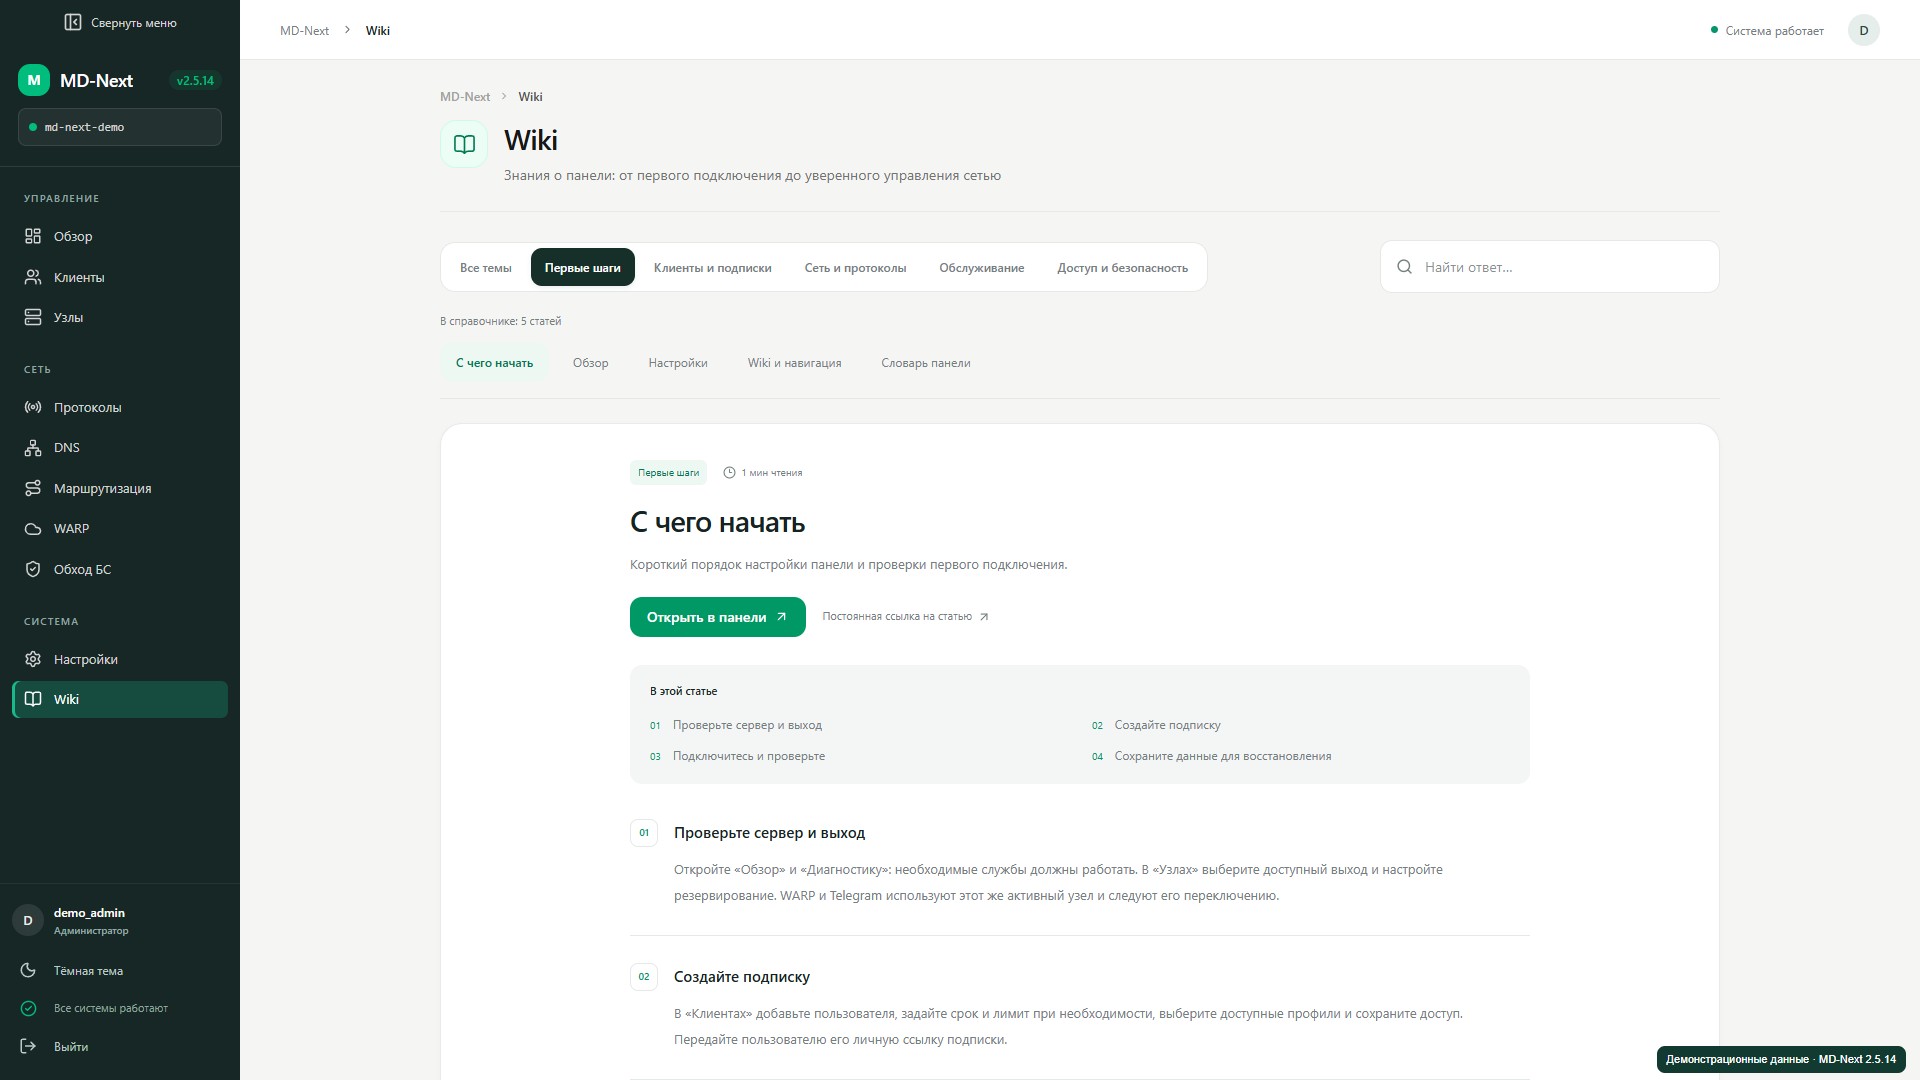 Свернуть меню
M MD-Next v2.5.14
md-next-demo
УПРАВЛЕНИЕ
Обзор
Клиенты
Узлы
СЕТЬ
Протоколы
DNS
Маршрутизация
WARP
Обход БС
СИСТЕМА
Настройки
Wiki
D demo_admin
Администратор
Тёмная тема
Все системы работают
Выйти
MD-Next > Wiki
Система работает D
MD-Next > Wiki
Wiki
Знания о панели: от первого подключения до уверенного управления сетью
Все темы Первые шаги Клиенты и подписки Сеть и протоколы Обслуживание Доступ и безопасность
Найти ответ...
В справочнике: 5 статей
С чего начать Обзор Настройки Wiki и навигация Словарь панели
Первые шаги 1 мин чтения
С чего начать
Короткий порядок настройки панели и проверки первого подключения.
Открыть в панели Постоянная ссылка на статью
В этой статье
01 Проверьте сервер и выход 02 Создайте подписку
03 Подключитесь и проверьте 04 Сохраните данные для восстановления
01 Проверьте сервер и выход
Откройте «Обзор» и «Диагностику»: необходимые службы должны работать. В «Узлах» выберите доступный выход и настройте
резервирование. WARP и Telegram используют этот же активный узел и следуют его переключению.
02 Создайте подписку
В «Клиентах» добавьте пользователя, задайте срок и лимит при необходимости, выберите доступные профили и сохраните доступ.
Передайте пользователю его личную ссылку подписки.
Демонстрационные данные · MD-Next 2.5.14